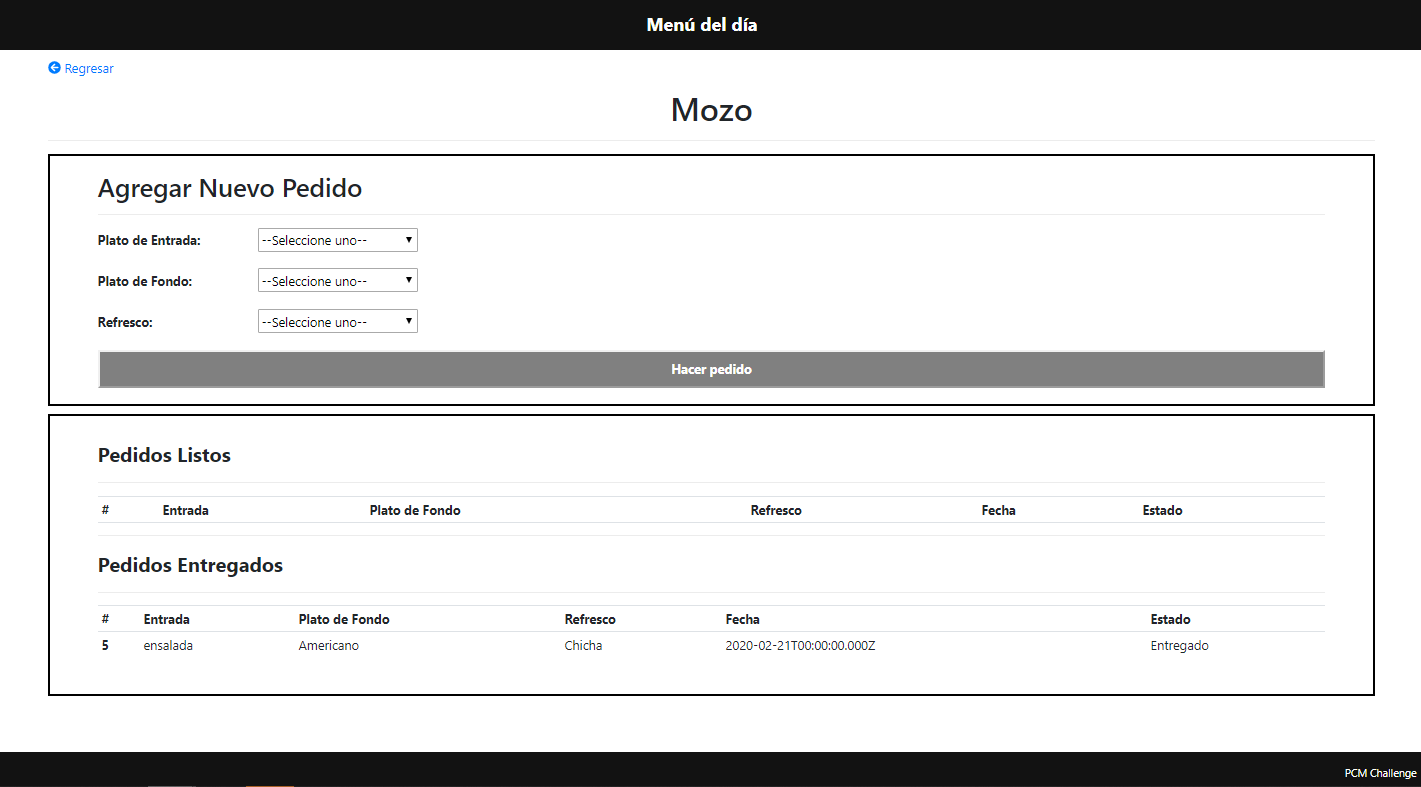 Menú del día
Regresar
Mozo
Agregar Nuevo Pedido
Plato de Entrada: --Seleccione uno--
Plato de Fondo: --Seleccione uno--
Refresco: --Seleccione uno--
Hacer pedido
Pedidos Listos
# Entrada Plato de Fondo Refresco Fecha Estado
Pedidos Entregados
# Entrada Plato de Fondo Refresco Fecha Estado
5 ensalada Americano Chicha 2020-02-21T00:00:00.000Z Entregado
PCM Challenge